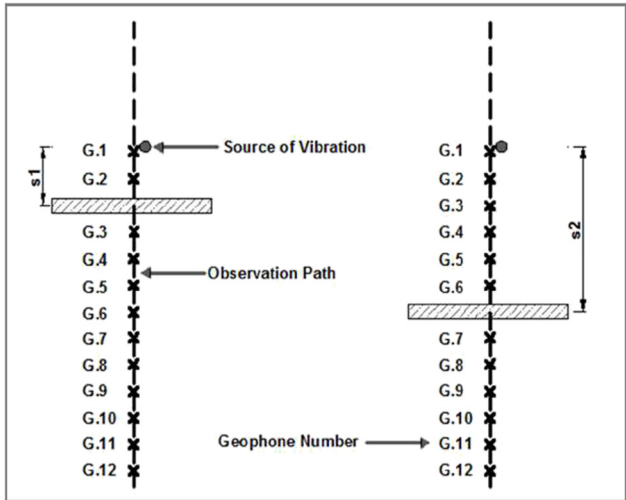 G.1
G.2
G.3
G.4
G.5
G.6
G.7
G.8
G.9
G.10
G.11
G.12
s1
Source of Vibration
Observation Path
Geophone Number
G.1
G.2
G.3
G.4
G.5
G.6
G.7
G.8
G.9
G.10
G.11
G.12
s2